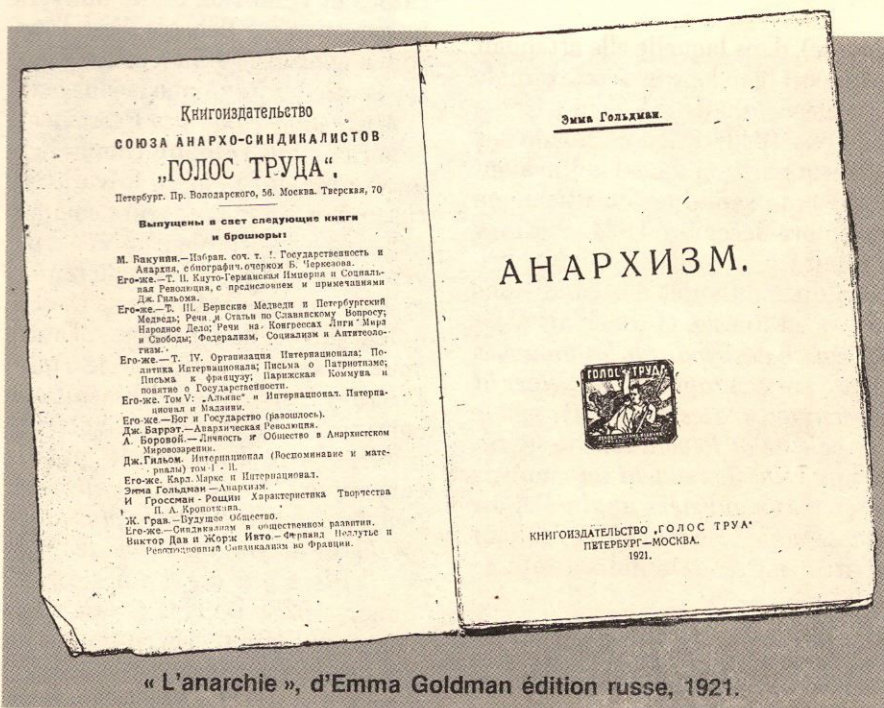 Книгоиздательство
СОЮЗА АНАРХО-СИНДИКАЛИСТОВ
„ГОЛОС ТРУДА“.
Петербург. Пр. Володарского, 56. Москва. Тверская, 70
Выпущены в свет следующие книги
и брошюры:
М. Бакунин.—Избран. соч. т. I. Государственность и
Анархия, с биографич. очерком Б. Черкезова.
Его-же.—Т. II. Кнуто-Германская Империя и Социаль-
ная Революция, с предисловием и примечаниями
Дж. Гильома.
Его-же.—Т. III. Бернские Медведи и Петербургский
Медведь; Речи и Статьи по Славянскому Вопросу;
Народное Дело; Речи на Конгрессах Лиги Мира
и Свободы; Федерализм, Социализм и Антитеоло-
гизм.
Его-же.—Т. IV. Организация Интернационала; По-
литика Интернационала; Письма о Патриотизме;
Письма к французу; Парижская Коммуна и
понятие о Государственности.
Его-же. Том V: „Альянс“ и Интернационал. Интерна-
ционал и Мадзини.
Его-же.—Бог и Государство (разошлось).
Дж. Баррэт.—Анархическая Революция.
А. Боровой.—Личность и Общество в Анархистском
Мировоззрении.
Дж. Гильом. Интернационал (Воспоминание и мате-
риалы) том I - II.
Его-же. Карл Маркс и Интернационал.
Эмма Гольдман—Анархизм.
И Гроссман-Рощин Характеристика Творчества
П. А. Кропоткина.
Ж. Грав.—Будущее Общество.
Его-же.—Синдикализм в общественном развитии.
Виктор Дав и Жорж Ивто.—Фернанд Пеллутье и
Революционный Синдикализм во Франции.
Эмма Гольдман.
АНАРХИЗМ.
ГОЛОС ТРУДА
КНИГОИЗДАТЕЛЬСТВО „ГОЛОС ТРУА“
ПЕТЕРБУРГ—МОСКВА.
1921.
« L'anarchie », d'Emma Goldman édition russe, 1921.